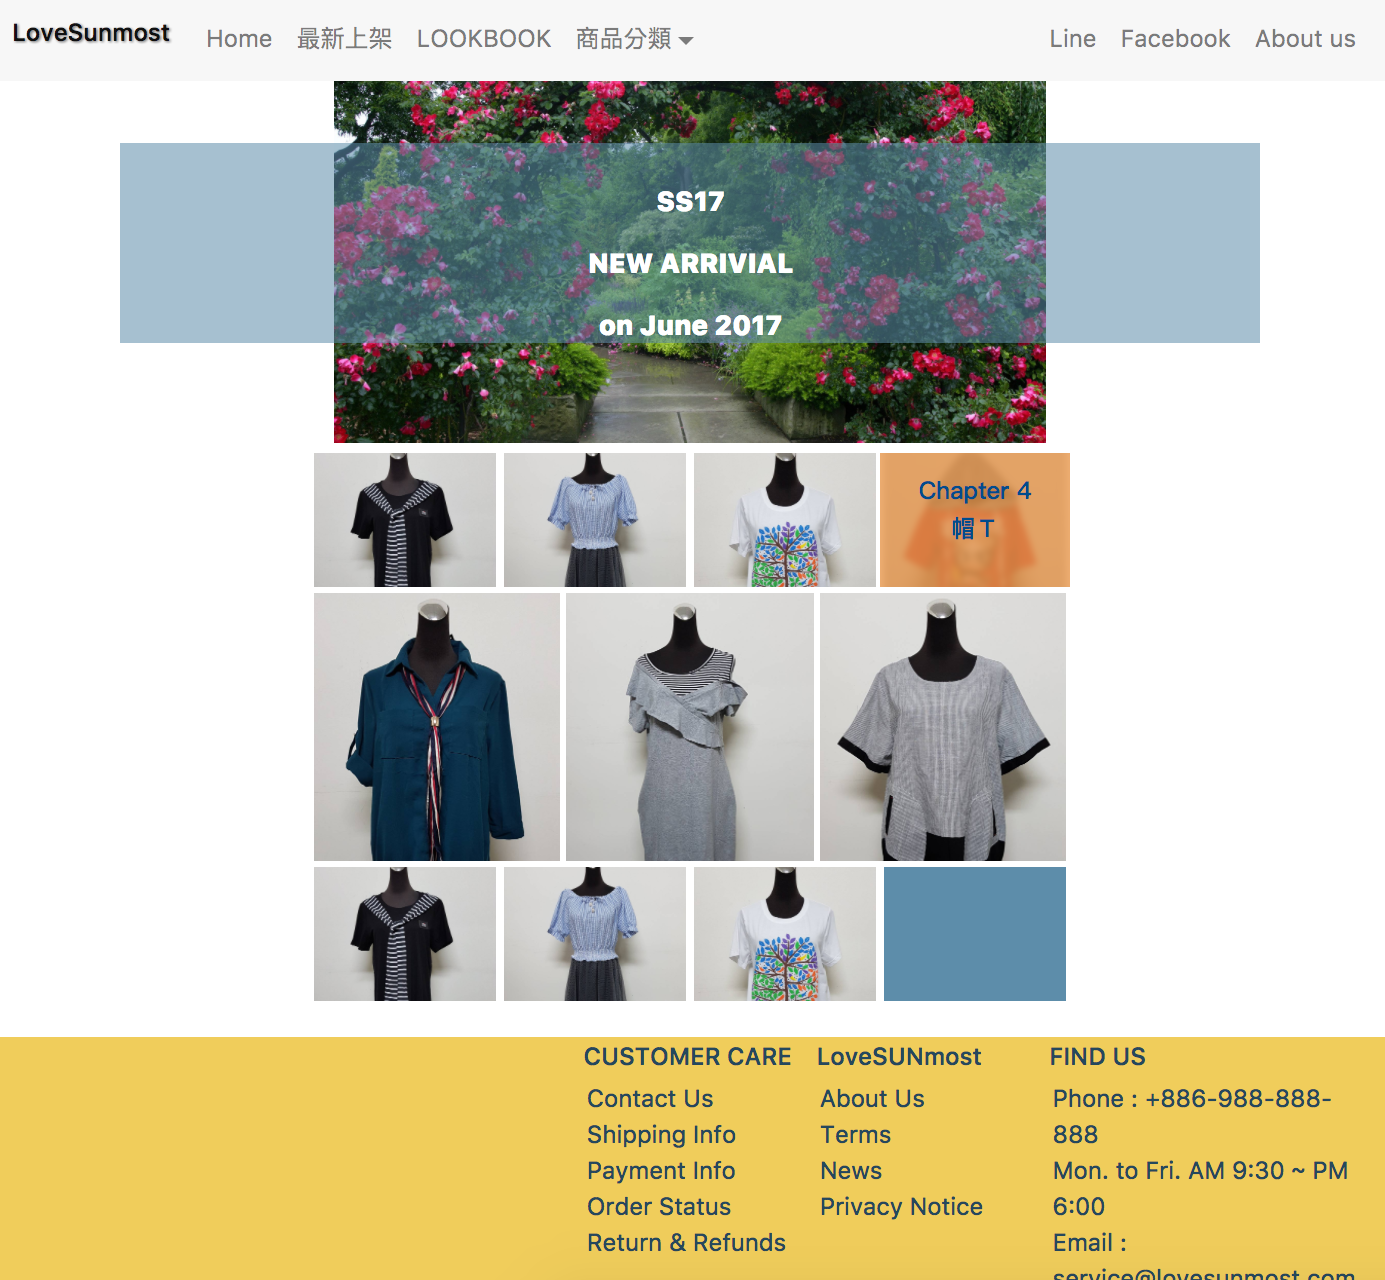 LoveSunmost
Home
最新上架
LOOKBOOK
商品分類
Line
Facebook
About us
SS17
NEW ARRIVIAL
on June 2017
Chapter 4
帽T
CUSTOMER CARE
Contact Us
Shipping Info
Payment Info
Order Status
Return & Refunds
LoveSUNmost
About Us
Terms
News
Privacy Notice
FIND US
Phone : +886-988-888-
888
Mon. to Fri. AM 9:30 ~ PM
6:00
Email :
service@lovesunmost.com